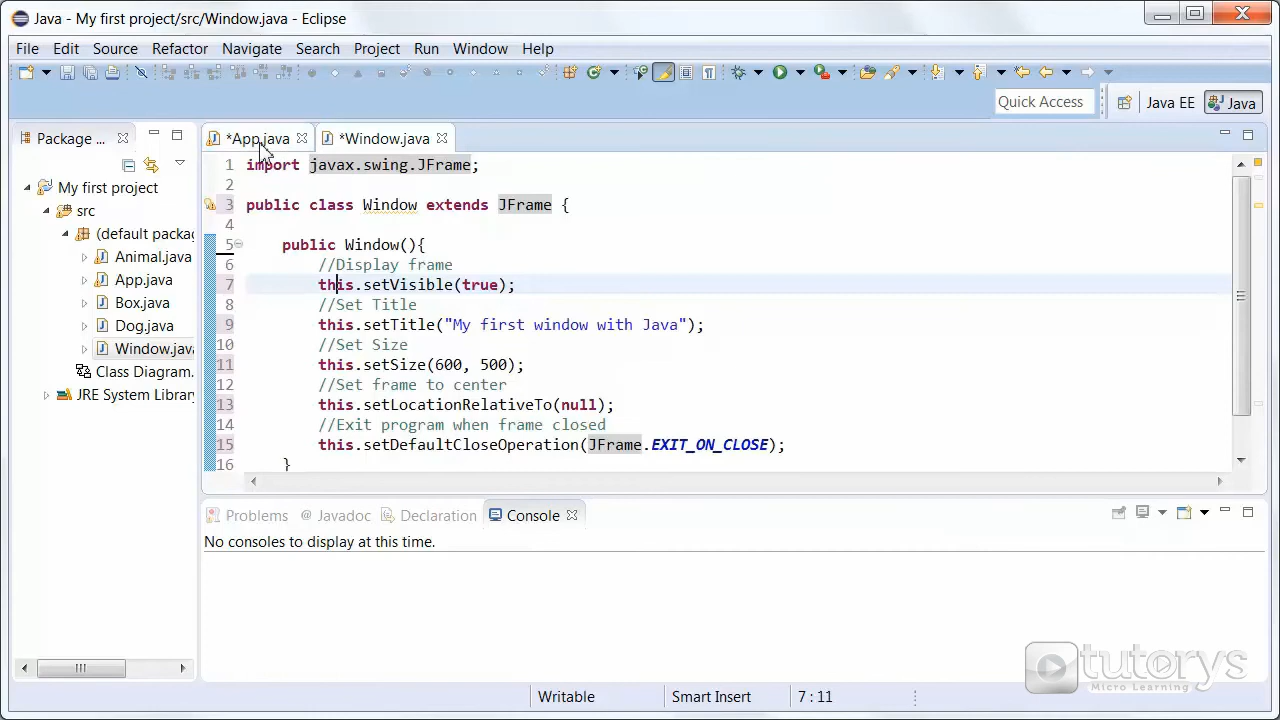 Java - My first project/src/Window.java - Eclipse
File Edit Source Refactor Navigate Search Project Run Window Help
Quick Access Java EE Java
Package ... *App.java *Window.java
1 import javax.swing.JFrame;
2
My first project
3 public class Window extends JFrame {
src
4
(default packa
5 public Window(){
Animal.java
6 //Display frame
App.java
7 this.setVisible(true);
Box.java
8 //Set Title
Dog.java
9 this.setTitle("My first window with Java");
Window.java
10 //Set Size
Class Diagram.
11 this.setSize(600, 500);
JRE System Library
12 //Set frame to center
13 this.setLocationRelativeTo(null);
14 //Exit program when frame closed
15 this.setDefaultCloseOperation(JFrame.EXIT_ON_CLOSE);
16 }
Problems @ Javadoc Declaration Console
No consoles to display at this time.
tutorys
Micro Learning
Writable Smart Insert 7 : 11